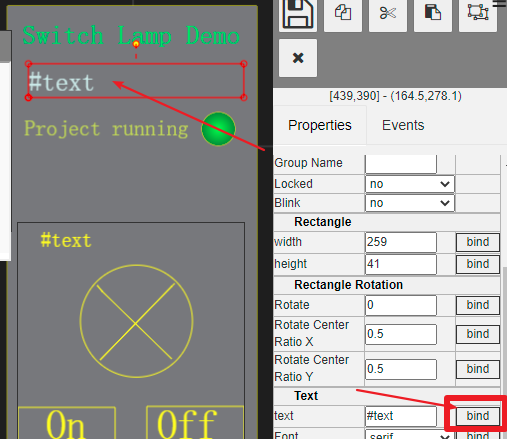 Switch Lamp Demo
#text
Project running
#text
On
Off
[439,390] - (164.5,278.1)
Properties
Events
Group Name
Locked
no
Blink
no
Rectangle
width
259
bind
height
41
bind
Rectangle Rotation
Rotate
0
bind
Rotate Center
Ratio X
0.5
bind
Rotate Center
Ratio Y
0.5
bind
Text
text
#text
bind
Font
serif